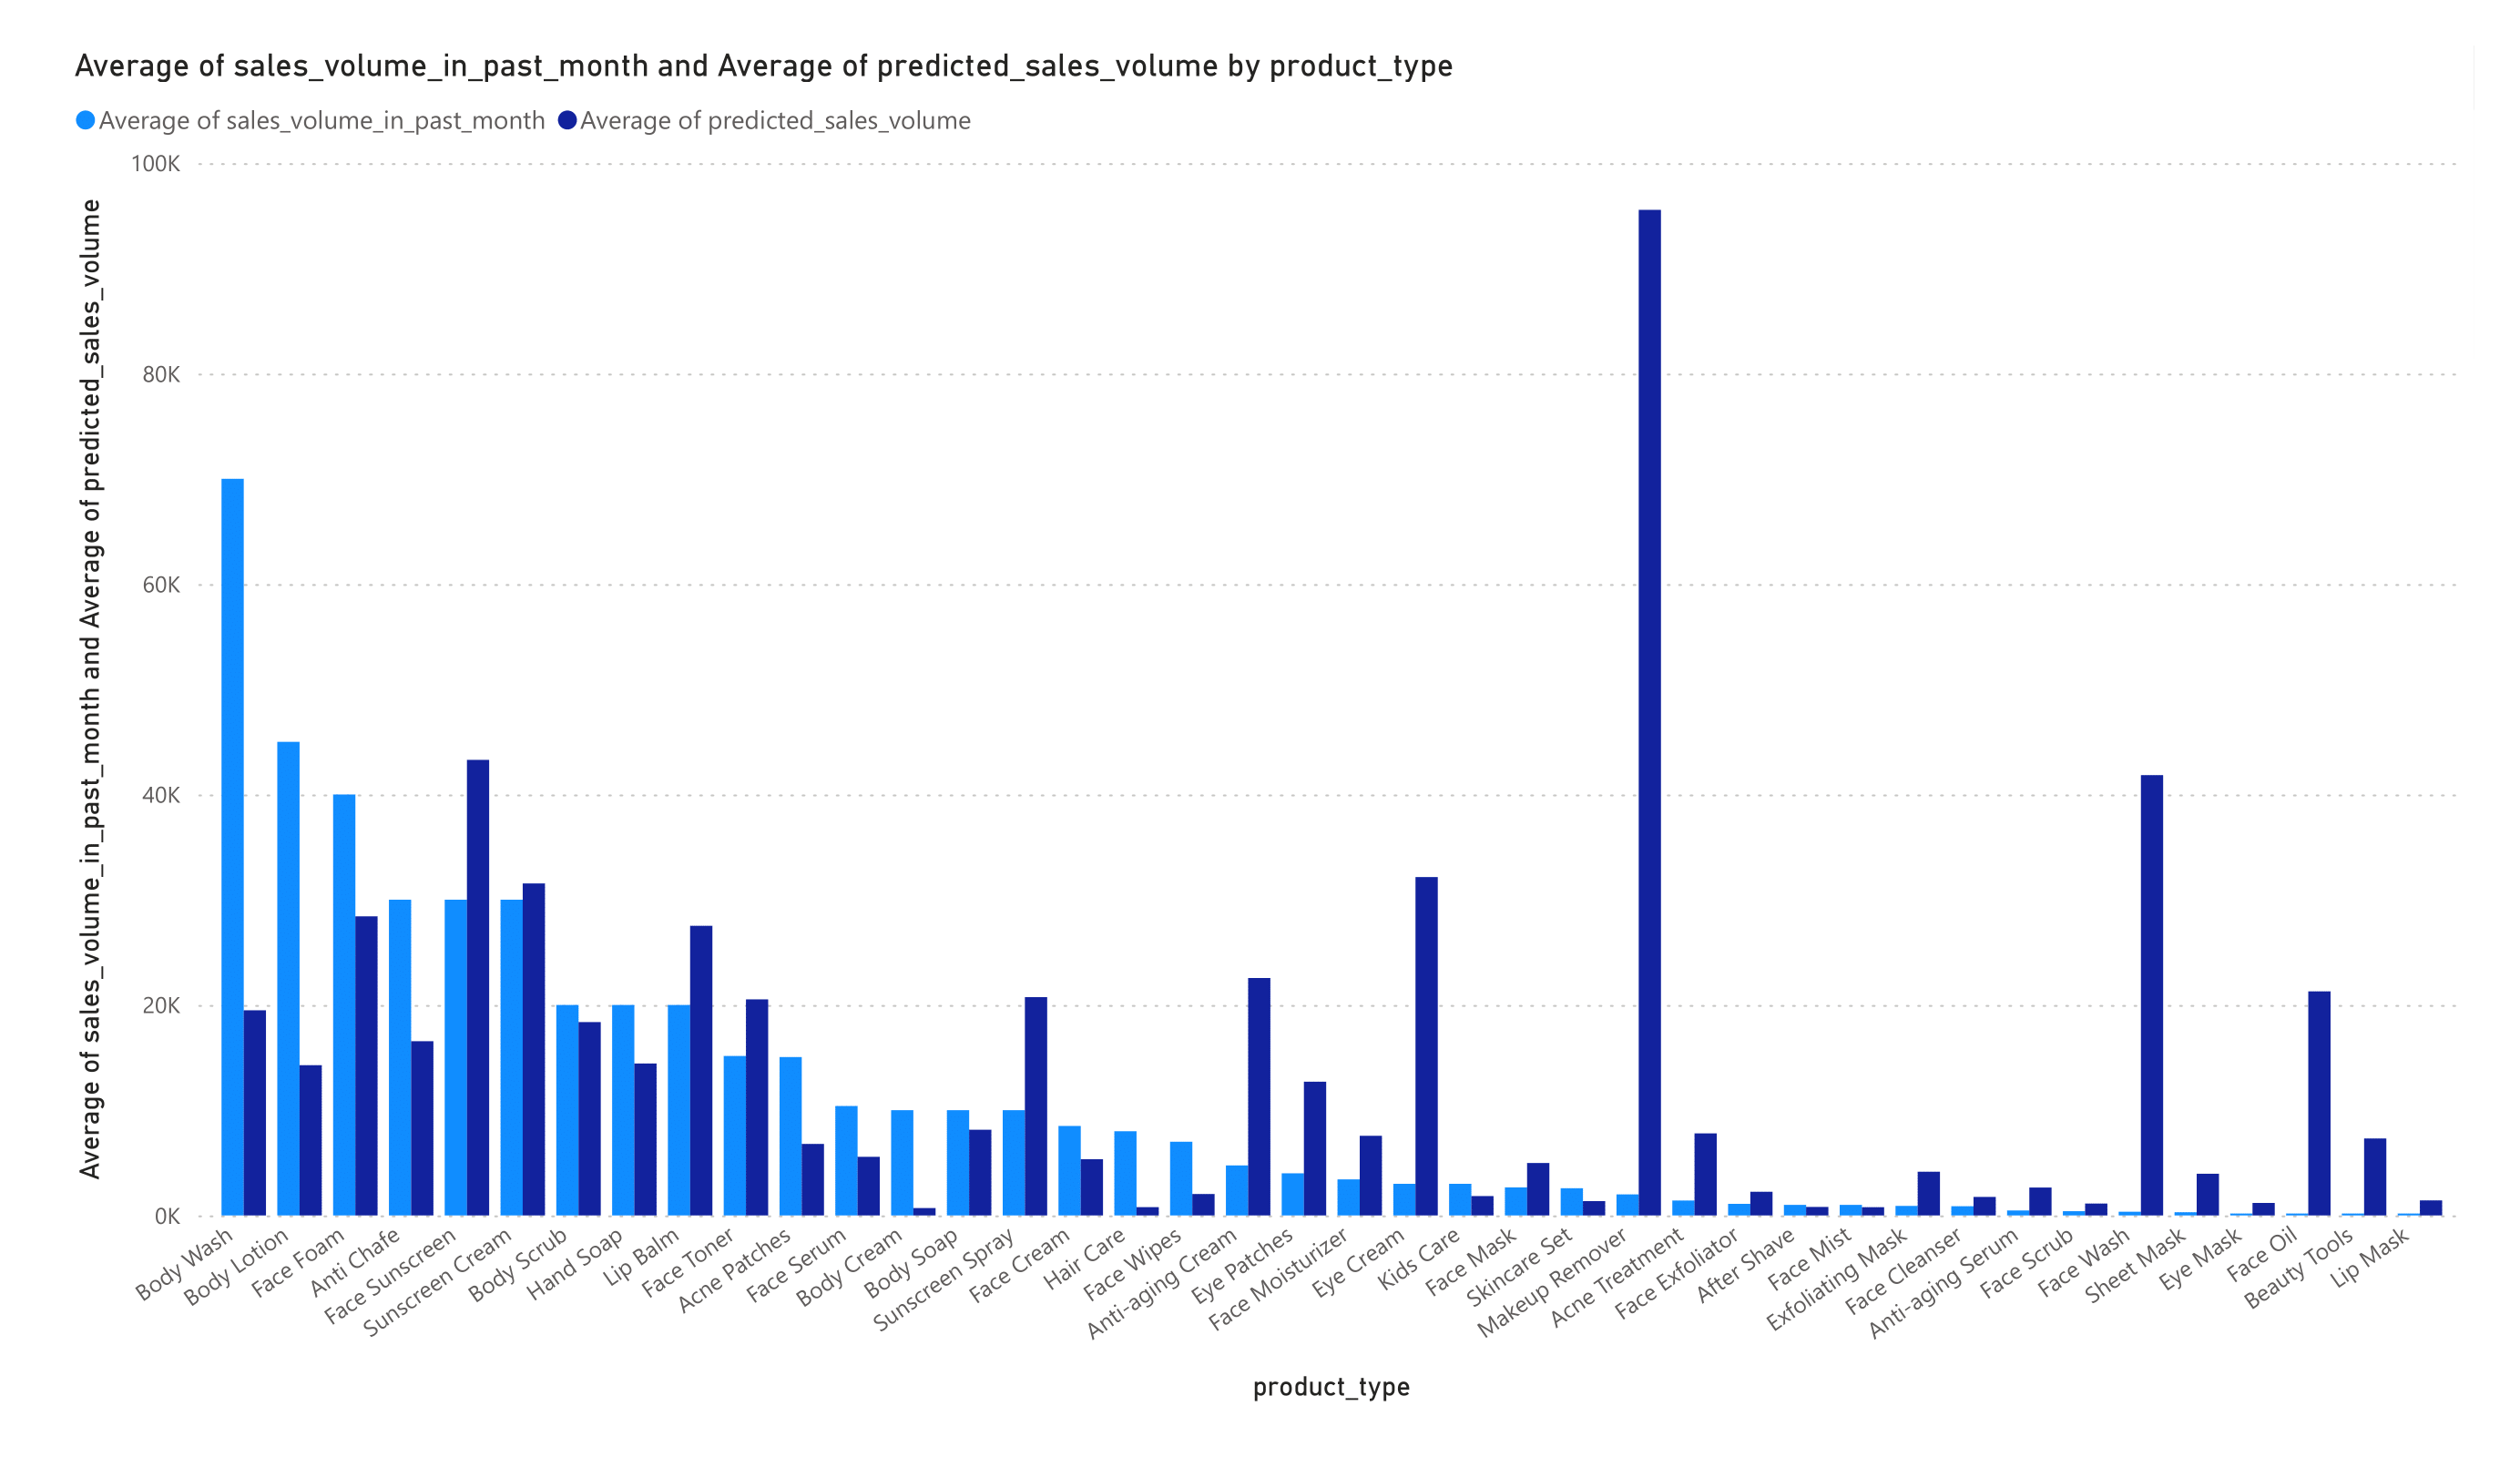 Average of sales_volume_in_past_month and Average of predicted_sales_volume by product_type
Average of sales_volume_in_past_month Average of predicted_sales_volume
Average of sales_volume_in_past_month and Average of predicted_sales_volume
100K
80K
60K
40K
20K
0K
Body Wash
Body Lotion
Face Foam
Anti Chafe
Face Sunscreen
Sunscreen Cream
Body Scrub
Hand Soap
Lip Balm
Face Toner
Acne Patches
Face Serum
Body Cream
Body Soap
Sunscreen Spray
Face Cream
Hair Care
Face Wipes
Anti-aging Cream
Eye Patches
Face Moisturizer
Eye Cream
Kids Care
Face Mask
Skincare Set
Makeup Remover
Acne Treatment
Face Exfoliator
After Shave
Face Mist
Exfoliating Mask
Face Cleanser
Anti-aging Serum
Face Scrub
Face Wash
Sheet Mask
Eye Mask
Face Oil
Beauty Tools
Lip Mask
product_type